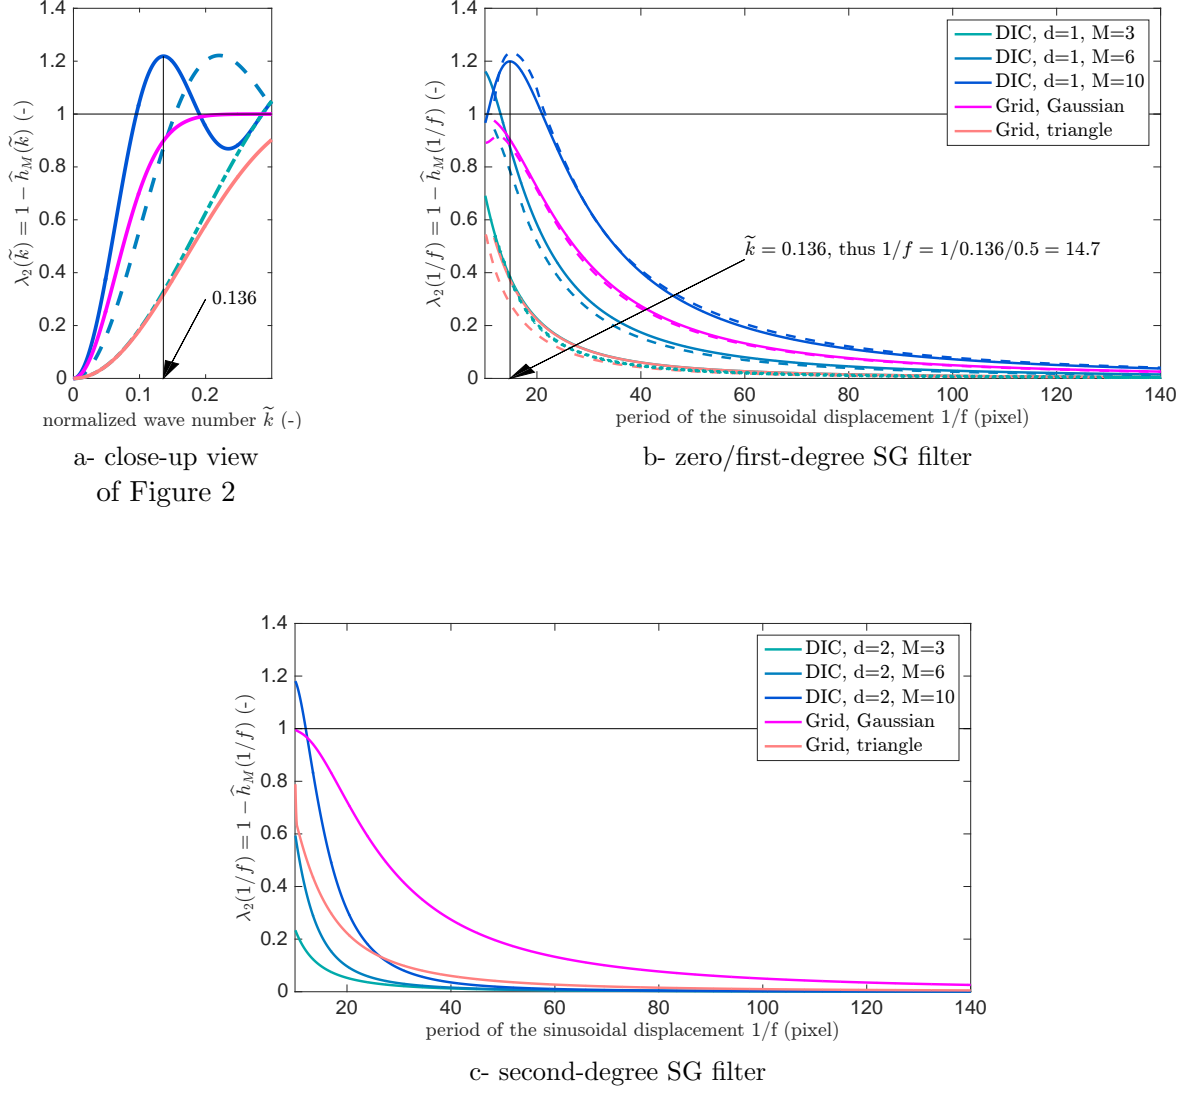 1.4
1.2
1
0.8
0.6
0.4
0.2
0
0 0.1 0.2
λ₂(k̃) = 1 − ĥ_M(k̃) (-)
0.136
normalized wave number k̃ (-)
a- close-up view
of Figure 2
1.4
1.2
1
0.8
0.6
0.4
0.2
0
20 40 60 80 100 120 140
λ₂(1/f) = 1 − ĥ_M(1/f) (-)
DIC, d=1, M=3
DIC, d=1, M=6
DIC, d=1, M=10
Grid, Gaussian
Grid, triangle
k̃ = 0.136, thus 1/f = 1/0.136/0.5 = 14.7
period of the sinusoidal displacement 1/f (pixel)
b- zero/first-degree SG filter
1.4
1.2
1
0.8
0.6
0.4
0.2
0
20 40 60 80 100 120 140
λ₂(1/f) = 1 − ĥ_M(1/f) (-)
DIC, d=2, M=3
DIC, d=2, M=6
DIC, d=2, M=10
Grid, Gaussian
Grid, triangle
period of the sinusoidal displacement 1/f (pixel)
c- second-degree SG filter